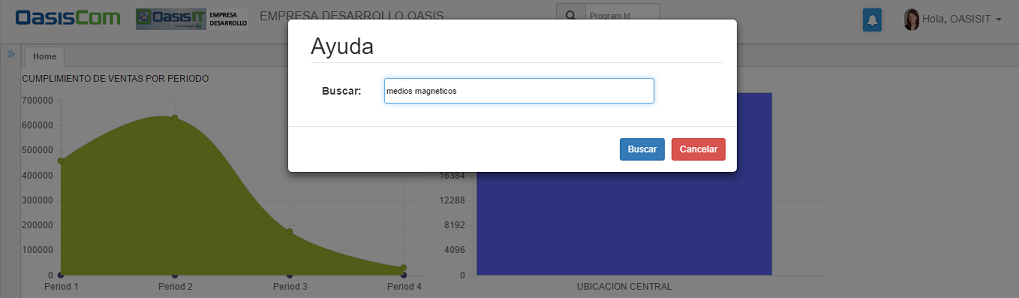 OasisCom OasisIT EMPRESA DESARROLLO EMPRESA DESARROLLO OASIS Program Id Hola, OASISIT
» Home
Ayuda
Buscar: medios magneticos
Buscar Cancelar
CUMPLIMIENTO DE VENTAS POR PERIODO
700000
600000
500000
400000
300000
200000
100000
0
Period 1 Period 2 Period 3 Period 4
16384
12288
8192
4096
0
UBICACION CENTRAL